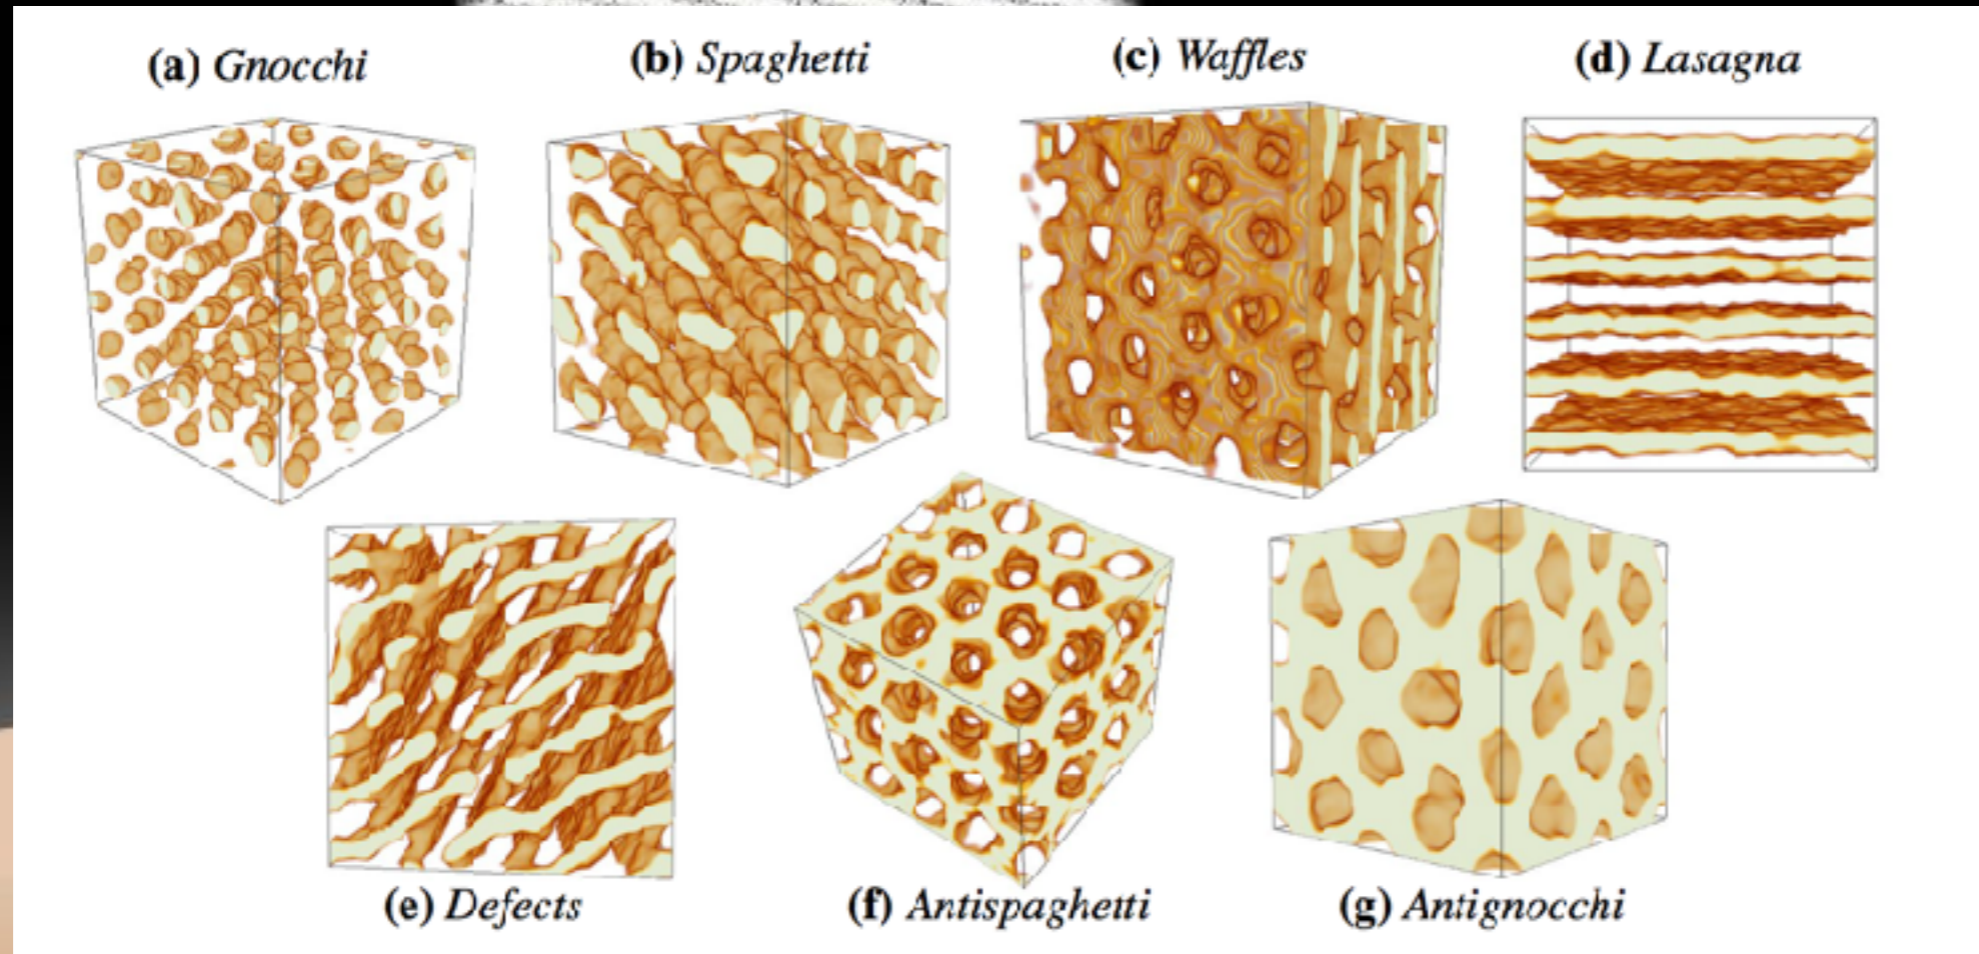 (a) Gnocchi
(b) Spaghetti
(c) Waffles
(d) Lasagna
(e) Defects
(f) Antispaghetti
(g) Antignocchi